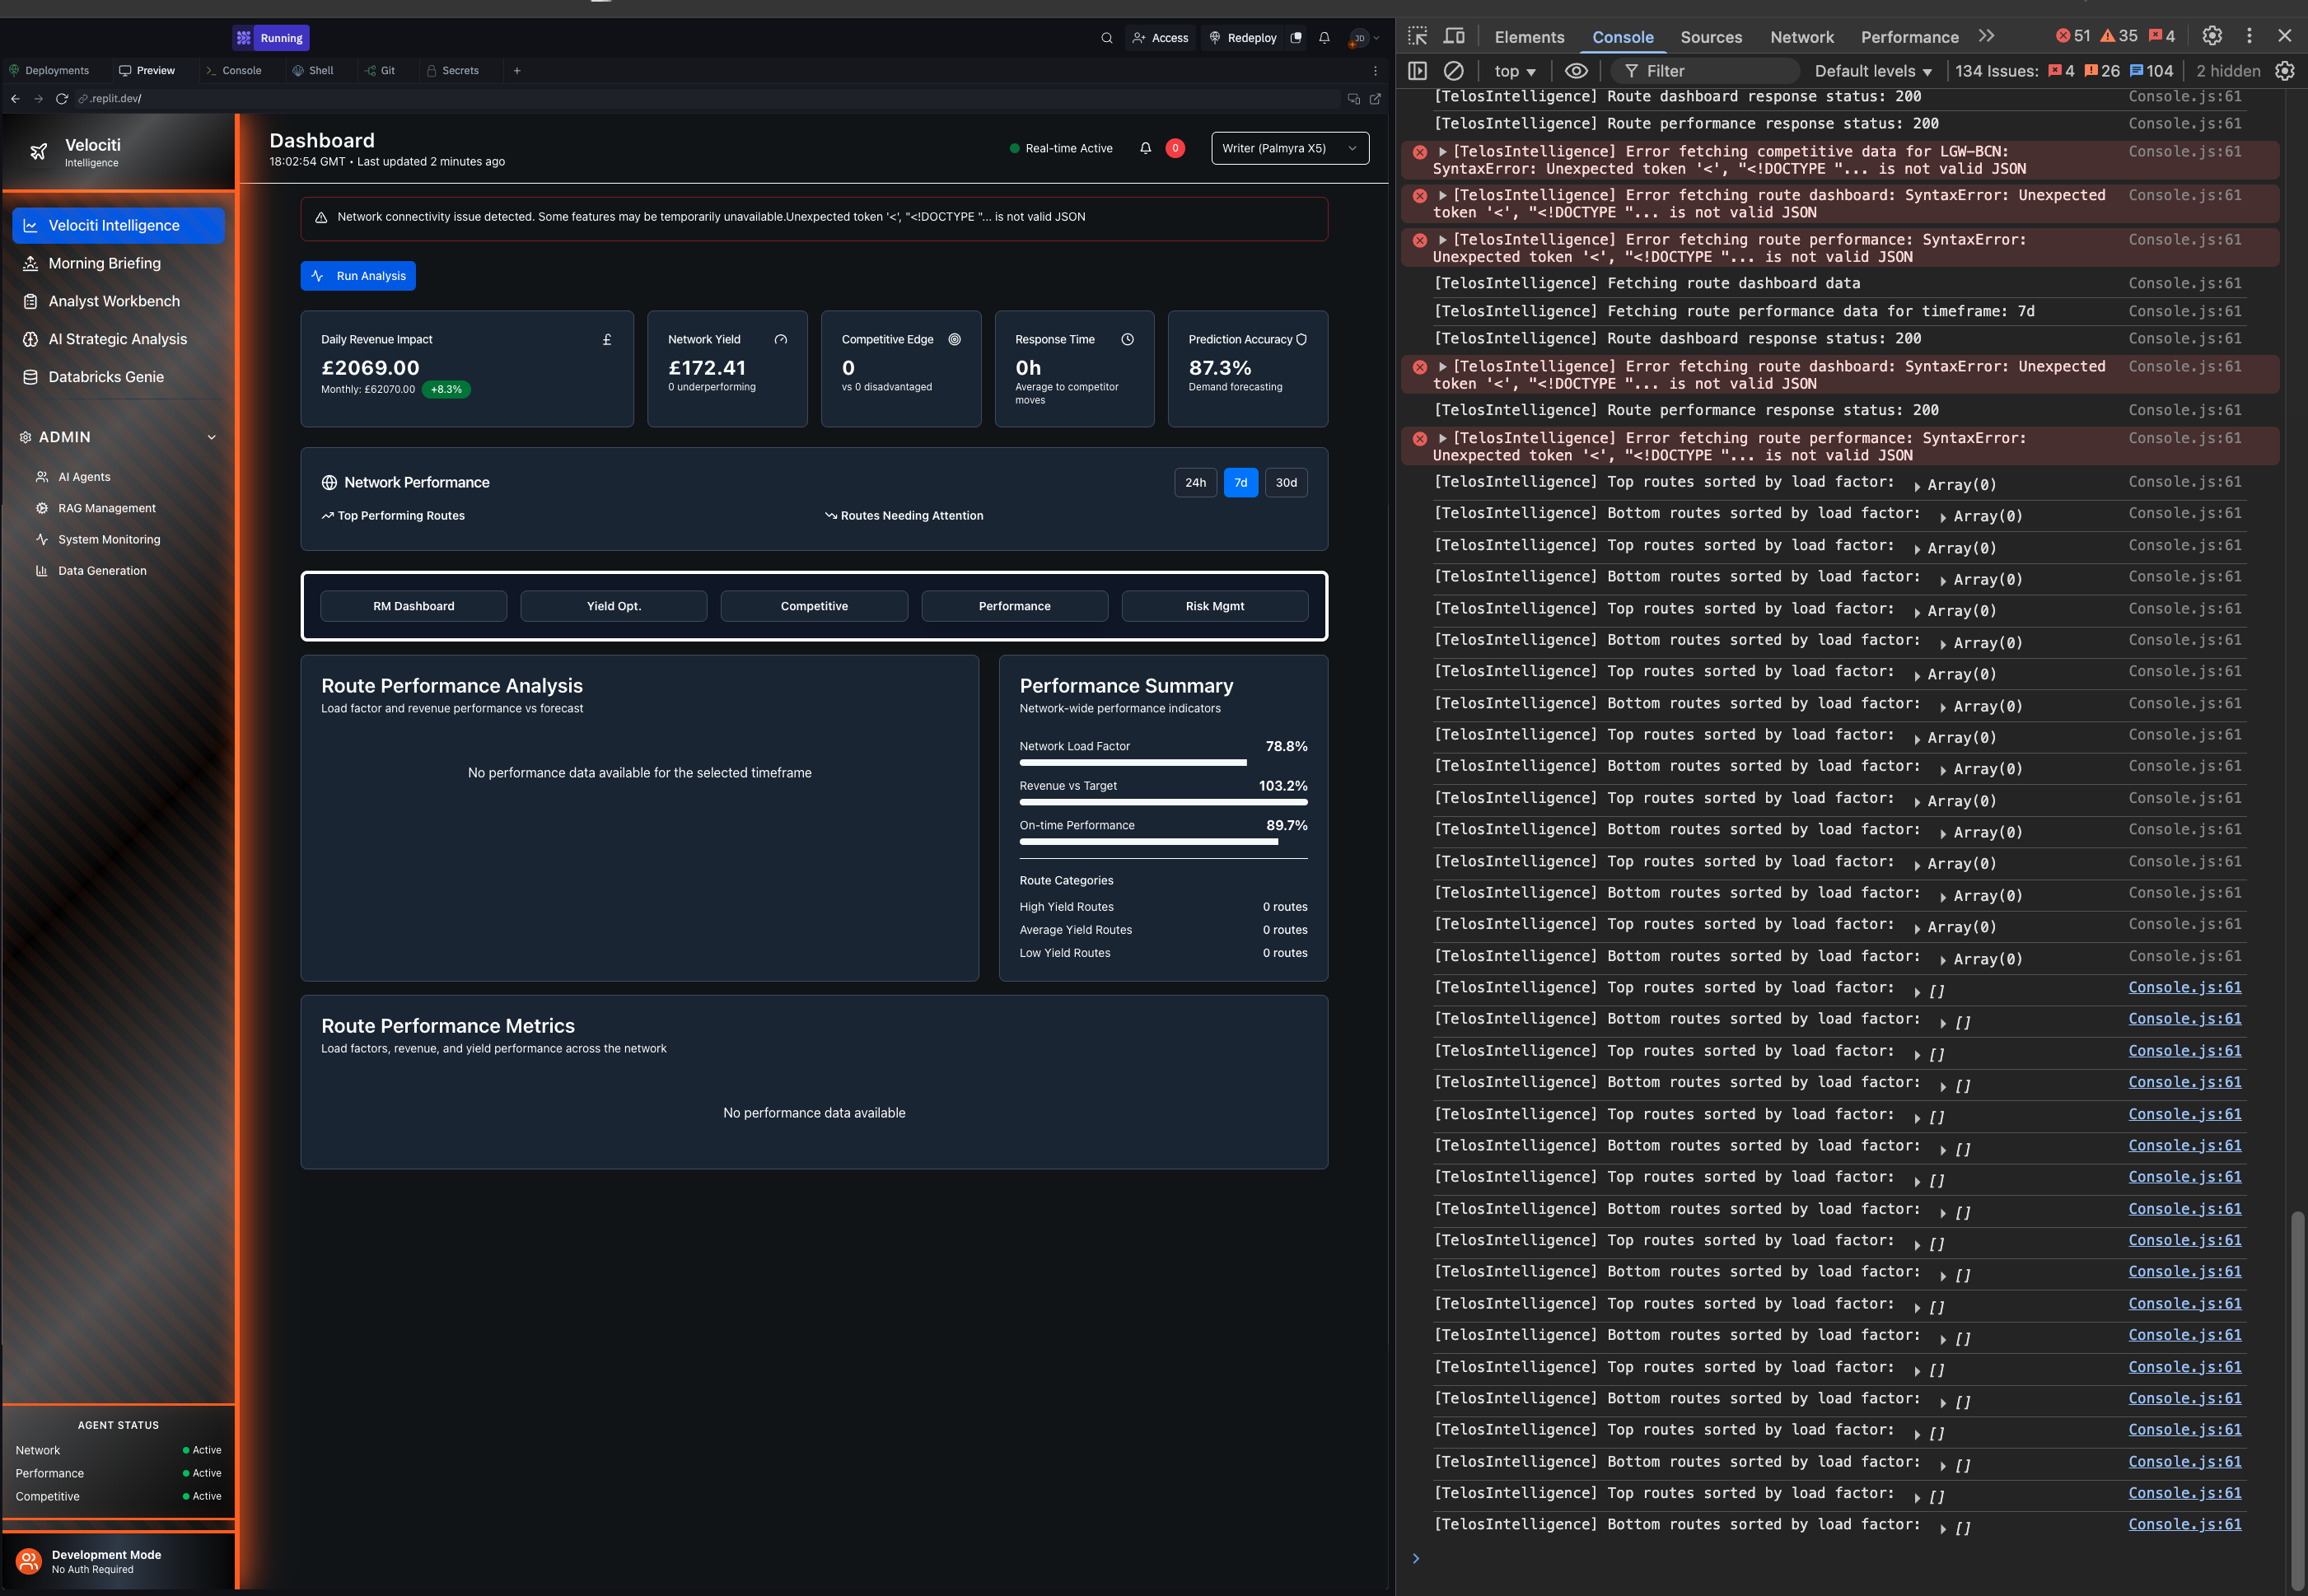 Running
Access
Redeploy
JD
Deployments
Preview
Console
Shell
Git
Secrets
.replit.dev/
Velociti
Intelligence
Velociti Intelligence
Morning Briefing
Analyst Workbench
AI Strategic Analysis
Databricks Genie
ADMIN
AI Agents
RAG Management
System Monitoring
Data Generation
AGENT STATUS
Network Active
Performance Active
Competitive Active
Development Mode
No Auth Required
Dashboard
18:02:54 GMT • Last updated 2 minutes ago
Real-time Active
0
Writer (Palmyra X5)
Network connectivity issue detected. Some features may be temporarily unavailable.Unexpected token '<', "<!DOCTYPE "... is not valid JSON
Run Analysis
Daily Revenue Impact £
£2069.00
Monthly: £62070.00 +8.3%
Network Yield
£172.41
0 underperforming
Competitive Edge
0
vs 0 disadvantaged
Response Time
0h
Average to competitor
moves
Prediction Accuracy
87.3%
Demand forecasting
Network Performance
24h 7d 30d
Top Performing Routes
Routes Needing Attention
RM Dashboard
Yield Opt.
Competitive
Performance
Risk Mgmt
Route Performance Analysis
Load factor and revenue performance vs forecast
No performance data available for the selected timeframe
Performance Summary
Network-wide performance indicators
Network Load Factor 78.8%
Revenue vs Target 103.2%
On-time Performance 89.7%
Route Categories
High Yield Routes 0 routes
Average Yield Routes 0 routes
Low Yield Routes 0 routes
Route Performance Metrics
Load factors, revenue, and yield performance across the network
No performance data available
Elements Console Sources Network Performance 51 35 4
top Filter Default levels 134 Issues: 4 26 104 2 hidden
[TelosIntelligence] Route dashboard response status: 200 Console.js:61
[TelosIntelligence] Route performance response status: 200 Console.js:61
[TelosIntelligence] Error fetching competitive data for LGW-BCN: Console.js:61
SyntaxError: Unexpected token '<', "<!DOCTYPE "... is not valid JSON
[TelosIntelligence] Error fetching route dashboard: SyntaxError: Unexpected Console.js:61
token '<', "<!DOCTYPE "... is not valid JSON
[TelosIntelligence] Error fetching route performance: SyntaxError: Console.js:61
Unexpected token '<', "<!DOCTYPE "... is not valid JSON
[TelosIntelligence] Fetching route dashboard data Console.js:61
[TelosIntelligence] Fetching route performance data for timeframe: 7d Console.js:61
[TelosIntelligence] Route dashboard response status: 200 Console.js:61
[TelosIntelligence] Error fetching route dashboard: SyntaxError: Unexpected Console.js:61
token '<', "<!DOCTYPE "... is not valid JSON
[TelosIntelligence] Route performance response status: 200 Console.js:61
[TelosIntelligence] Error fetching route performance: SyntaxError: Console.js:61
Unexpected token '<', "<!DOCTYPE "... is not valid JSON
[TelosIntelligence] Top routes sorted by load factor: Array(0) Console.js:61
[TelosIntelligence] Bottom routes sorted by load factor: Array(0) Console.js:61
[TelosIntelligence] Top routes sorted by load factor: Array(0) Console.js:61
[TelosIntelligence] Bottom routes sorted by load factor: Array(0) Console.js:61
[TelosIntelligence] Top routes sorted by load factor: Array(0) Console.js:61
[TelosIntelligence] Bottom routes sorted by load factor: Array(0) Console.js:61
[TelosIntelligence] Top routes sorted by load factor: Array(0) Console.js:61
[TelosIntelligence] Bottom routes sorted by load factor: Array(0) Console.js:61
[TelosIntelligence] Top routes sorted by load factor: Array(0) Console.js:61
[TelosIntelligence] Bottom routes sorted by load factor: Array(0) Console.js:61
[TelosIntelligence] Top routes sorted by load factor: Array(0) Console.js:61
[TelosIntelligence] Bottom routes sorted by load factor: Array(0) Console.js:61
[TelosIntelligence] Top routes sorted by load factor: Array(0) Console.js:61
[TelosIntelligence] Bottom routes sorted by load factor: Array(0) Console.js:61
[TelosIntelligence] Top routes sorted by load factor: Array(0) Console.js:61
[TelosIntelligence] Bottom routes sorted by load factor: Array(0) Console.js:61
[TelosIntelligence] Top routes sorted by load factor: [] Console.js:61
[TelosIntelligence] Bottom routes sorted by load factor: [] Console.js:61
[TelosIntelligence] Top routes sorted by load factor: [] Console.js:61
[TelosIntelligence] Bottom routes sorted by load factor: [] Console.js:61
[TelosIntelligence] Top routes sorted by load factor: [] Console.js:61
[TelosIntelligence] Bottom routes sorted by load factor: [] Console.js:61
[TelosIntelligence] Top routes sorted by load factor: [] Console.js:61
[TelosIntelligence] Bottom routes sorted by load factor: [] Console.js:61
[TelosIntelligence] Top routes sorted by load factor: [] Console.js:61
[TelosIntelligence] Bottom routes sorted by load factor: [] Console.js:61
[TelosIntelligence] Top routes sorted by load factor: [] Console.js:61
[TelosIntelligence] Bottom routes sorted by load factor: [] Console.js:61
[TelosIntelligence] Top routes sorted by load factor: [] Console.js:61
[TelosIntelligence] Bottom routes sorted by load factor: [] Console.js:61
[TelosIntelligence] Top routes sorted by load factor: [] Console.js:61
[TelosIntelligence] Bottom routes sorted by load factor: [] Console.js:61
[TelosIntelligence] Top routes sorted by load factor: [] Console.js:61
[TelosIntelligence] Bottom routes sorted by load factor: [] Console.js:61